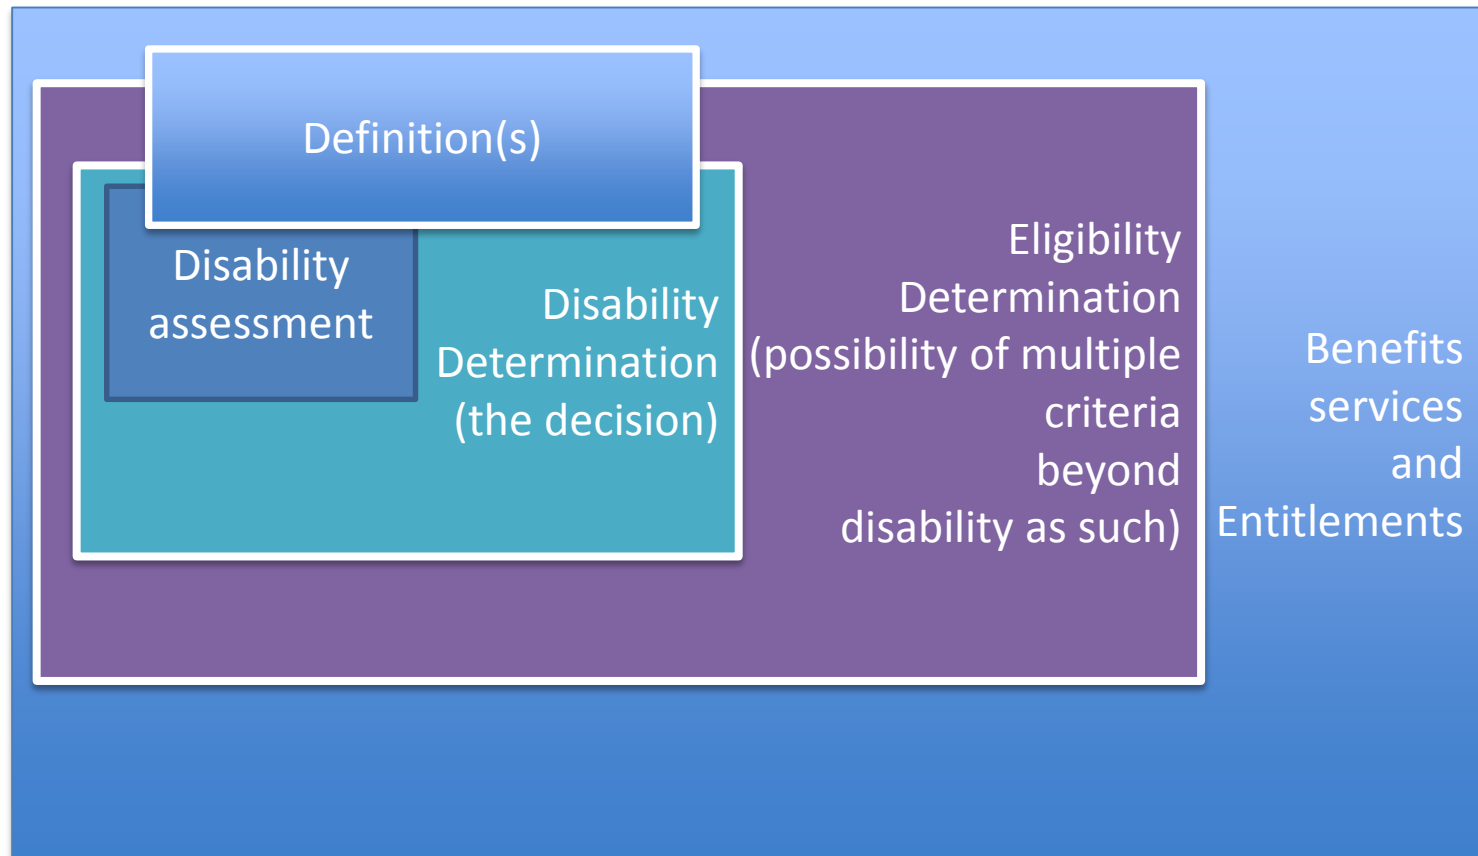 Definition(s)
Disability
assessment
Disability
Determination
(the decision)
Eligibility
Determination
(possibility of multiple
criteria
beyond
disability as such)
Benefits
services
and
Entitlements